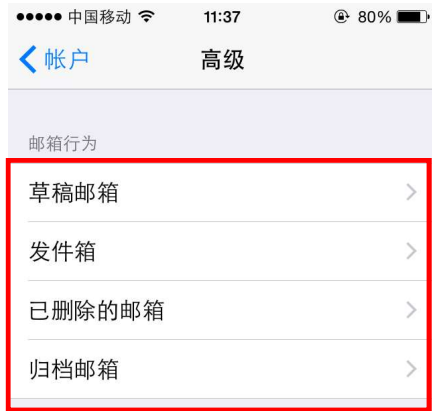 中国移动 11:37 80%
帐户 高级
邮箱行为
草稿邮箱
发件箱
已删除的邮箱
归档邮箱